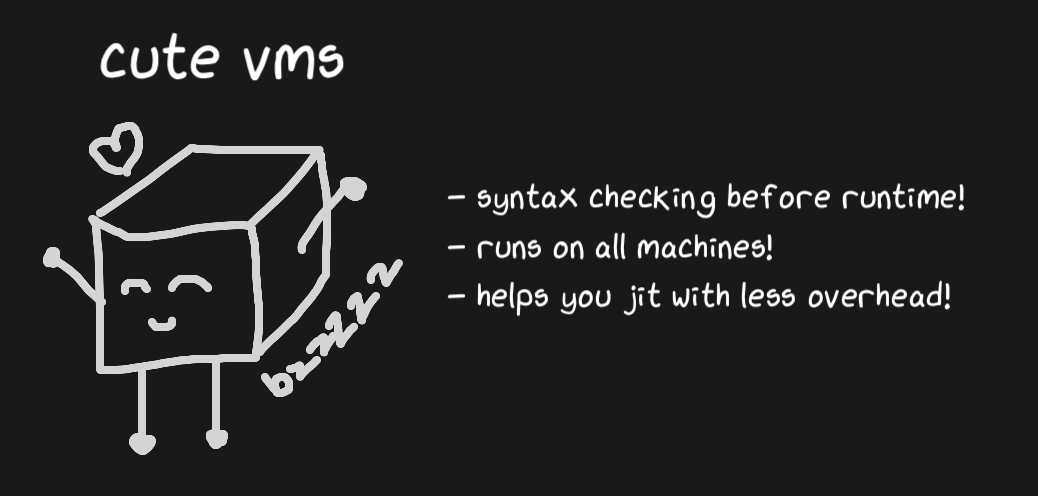 cute vms
- syntax checking before runtime!
- runs on all machines!
- helps you jit with less overhead!
bzzzzz